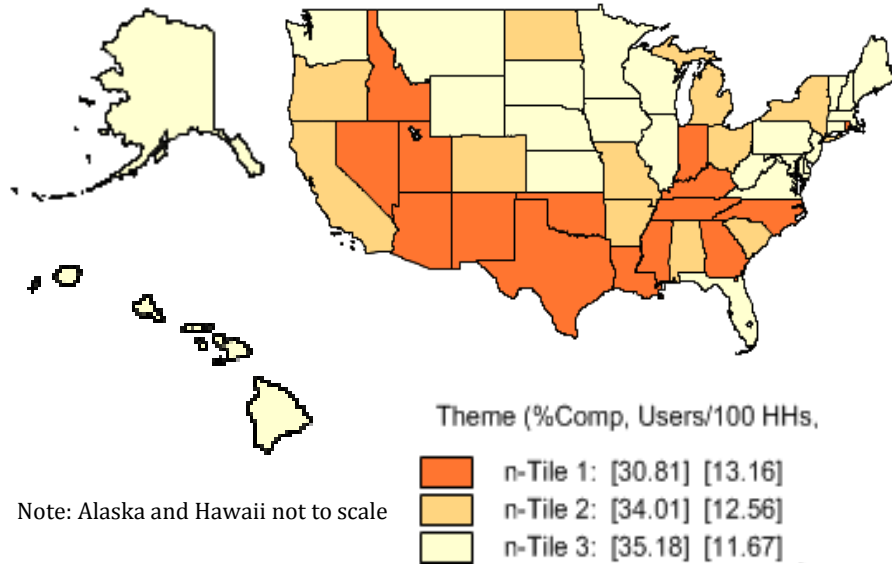 Theme (%Comp, Users/100 HHs,
n-Tile 1: [30.81] [13.16]
Note: Alaska and Hawaii not to scale
n-Tile 2: [34.01] [12.56]
n-Tile 3: [35.18] [11.67]